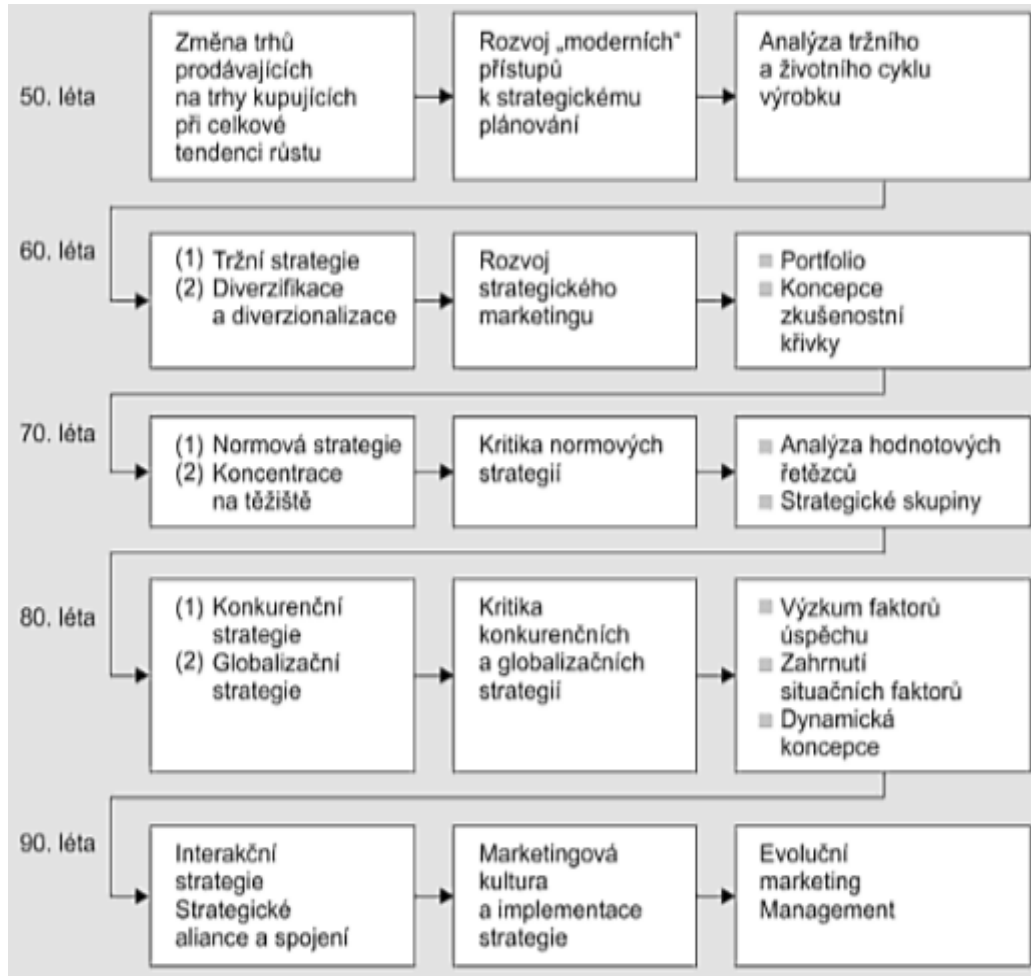 50. léta
Změna trhů
prodávajících
na trhy kupujících
při celkové
tendenci růstu
Rozvoj „moderních“
přístupů
k strategickému
plánování
Analýza tržního
a životního cyklu
výrobku
60. léta
(1) Tržní strategie
(2) Diverzifikace
a diverzionalizace
Rozvoj
strategického
marketingu
Portfolio
Koncepce
zkušenostní
křivky
70. léta
(1) Normová strategie
(2) Koncentrace
na těžiště
Kritika normových
strategií
Analýza hodnotových
řetězců
Strategické skupiny
80. léta
(1) Konkurenční
strategie
(2) Globalizační
strategie
Kritika
konkurenčních
a globalizačních
strategií
Výzkum faktorů
úspěchu
Zahrnutí
situačních faktorů
Dynamická
koncepce
90. léta
Interakční
strategie
Strategické
aliance a spojení
Marketingová
kultura
a implementace
strategie
Evoluční
marketing
Management